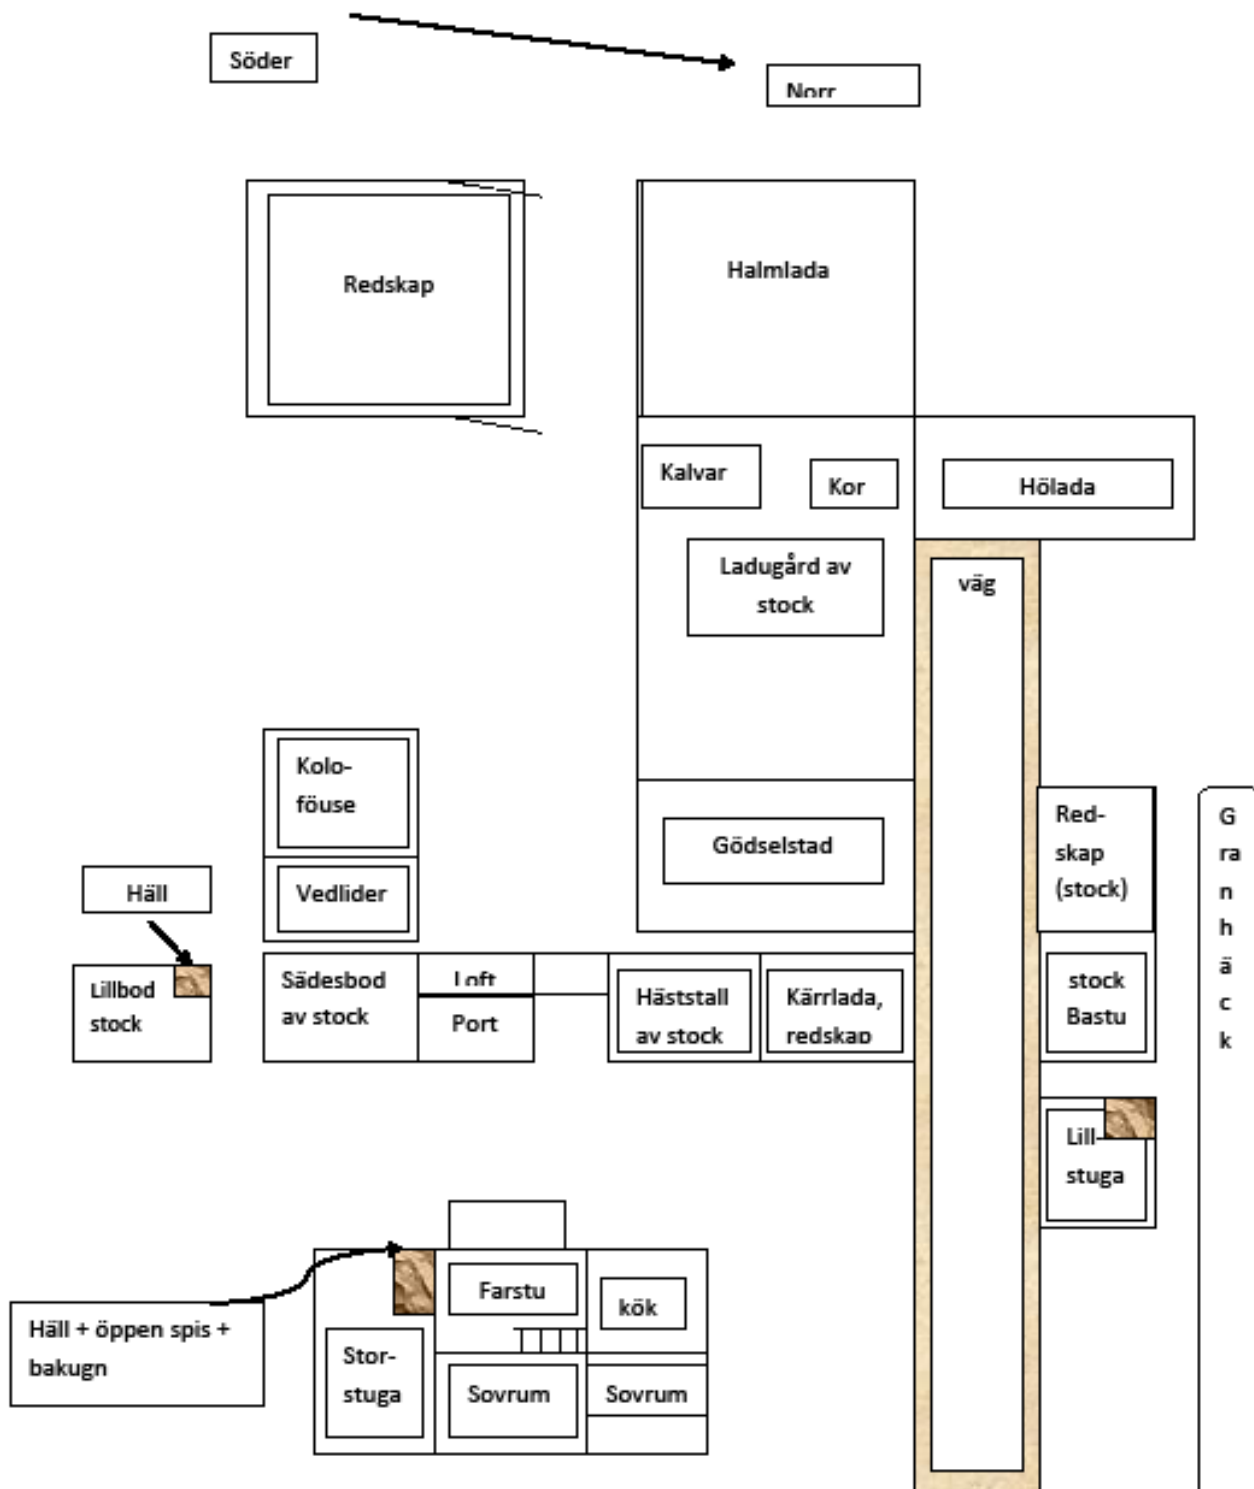 Söder
Norr
Redskap
Halmlada
Kalvar
Kor
Hölada
Ladugård av
stock
väg
Kolo-
föuse
Vedlider
Gödselstad
Red-
skap
(stock)
G
ra
n
h
ä
c
k
Häll
Lillbod
stock
Sädesbod
av stock
Loft
Port
Häststall
av stock
Kärrlada,
redskap
stock
Bastu
Lill-
stuga
Häll + öppen spis +
bakugn
Farstu
kök
Stor-
stuga
Sovrum
Sovrum